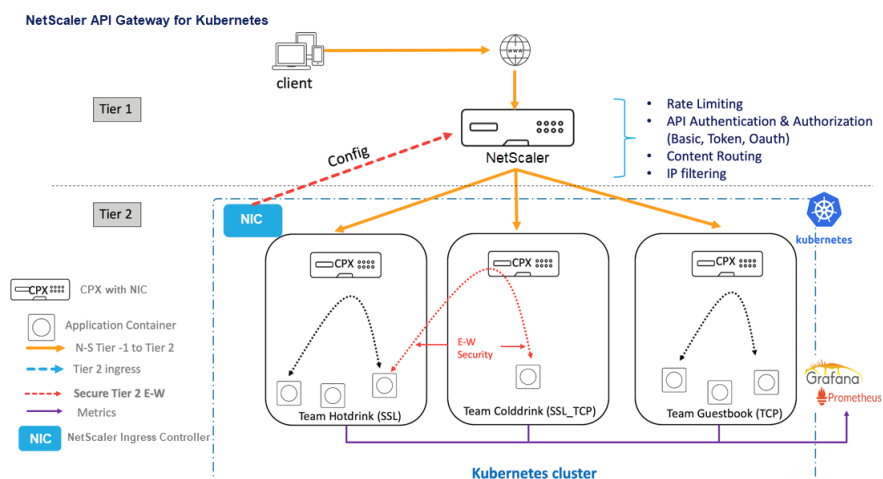 NetScaler API Gateway for Kubernetes
www
client
Tier 1
• Rate Limiting
• API Authentication & Authorization
(Basic, Token, Oauth)
• Content Routing
• IP filtering
Config
NetScaler
Tier 2
NIC
kubernetes
CPX
CPX
CPX
CPX
CPX with NIC
Application Container
N-S Tier -1 to Tier 2
Tier 2 ingress
Secure Tier 2 E-W
Metrics
NIC
NetScaler Ingress Controller
E-W
Security
Grafana
Prometheus
Team Hotdrink (SSL)
Team Colddrink (SSL_TCP)
Team Guestbook (TCP)
Kubernetes cluster